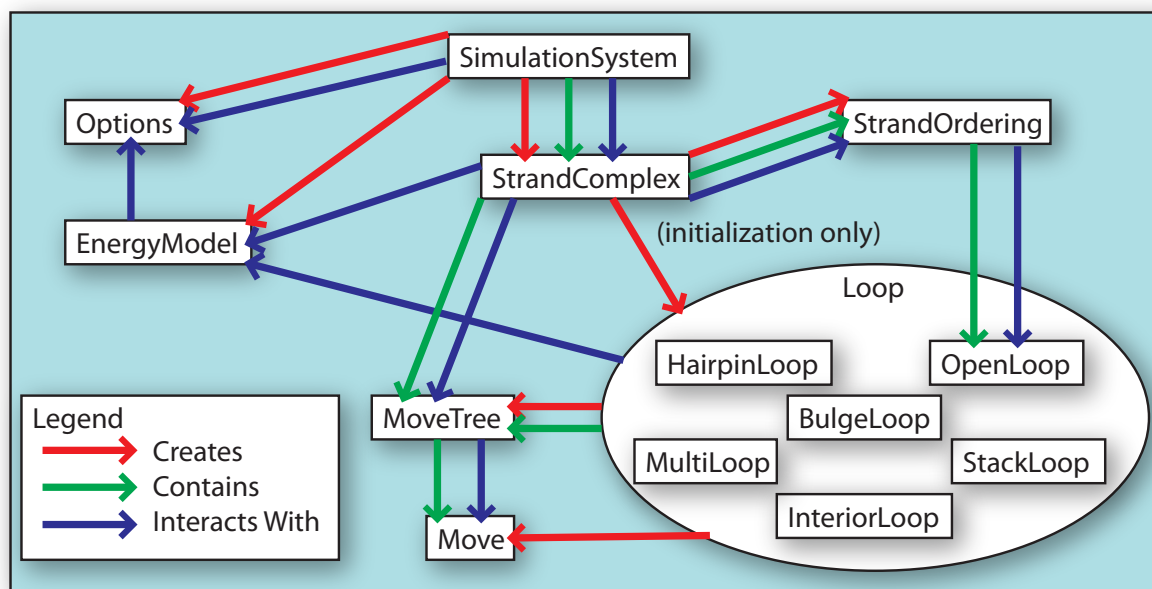 SimulationSystem
Options
StrandOrdering
StrandComplex
EnergyModel
(initialization only)
Loop
HairpinLoop
OpenLoop
MoveTree
BulgeLoop
MultiLoop
StackLoop
InteriorLoop
Move
Legend
Creates
Contains
Interacts With